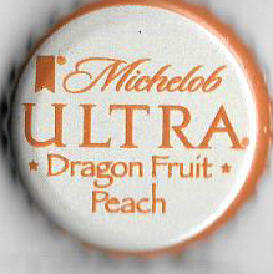 Michelob
ULTRA
Dragon Fruit
Peach